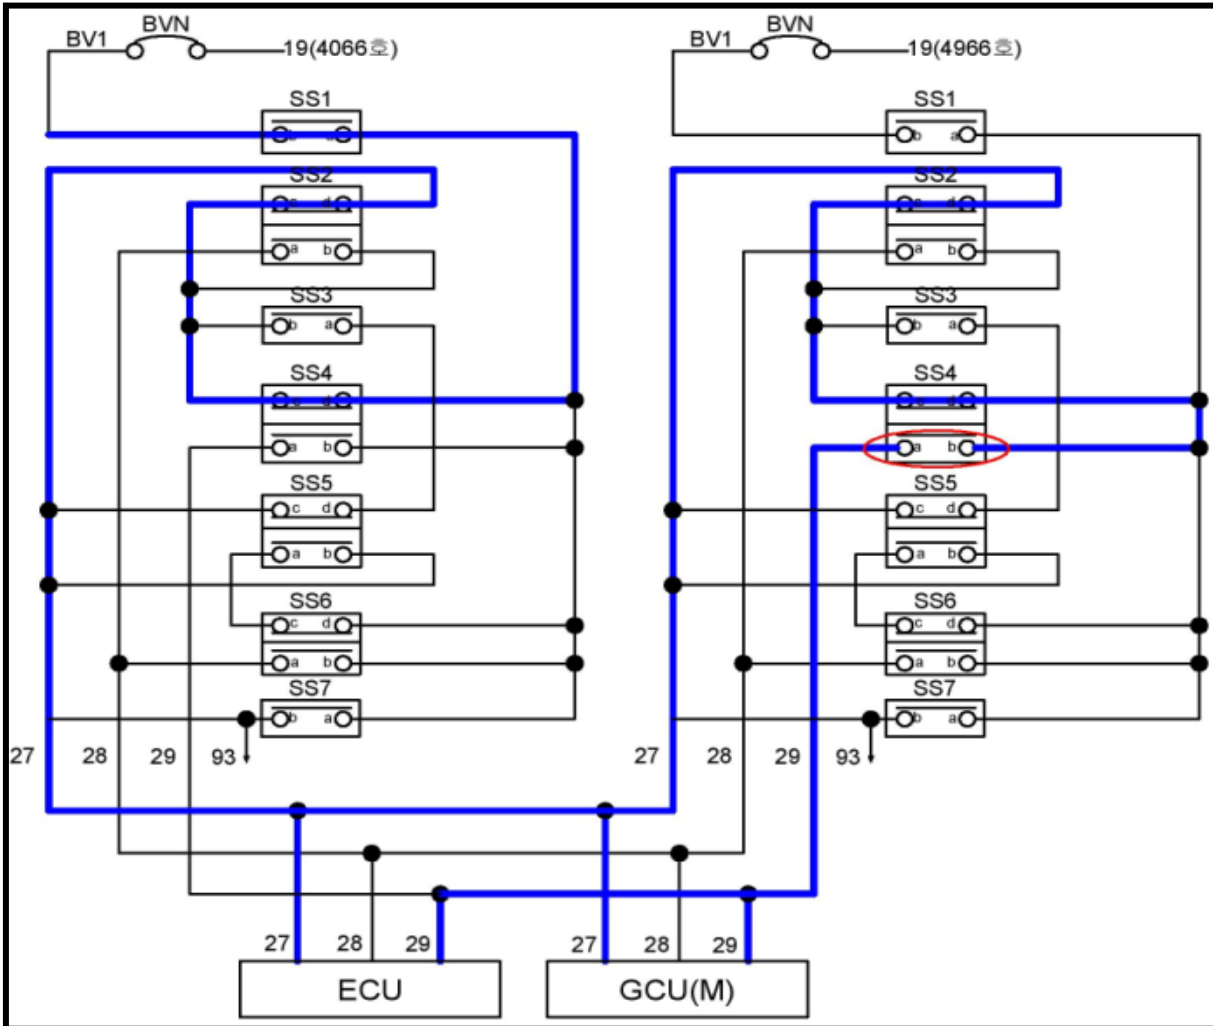 BV1 BVN 19(4066호)
SS1
b a
SS2
c d
a b
SS3
b a
SS4
c d
a b
SS5
c d
a b
SS6
c d
a b
SS7
b a
27 28 29 93
BV1 BVN 19(4966호)
SS1
b a
SS2
c d
a b
SS3
b a
SS4
c d
a b
SS5
c d
a b
SS6
c d
a b
SS7
b a
27 28 29 93
27 28 29
ECU
27 28 29
GCU(M)